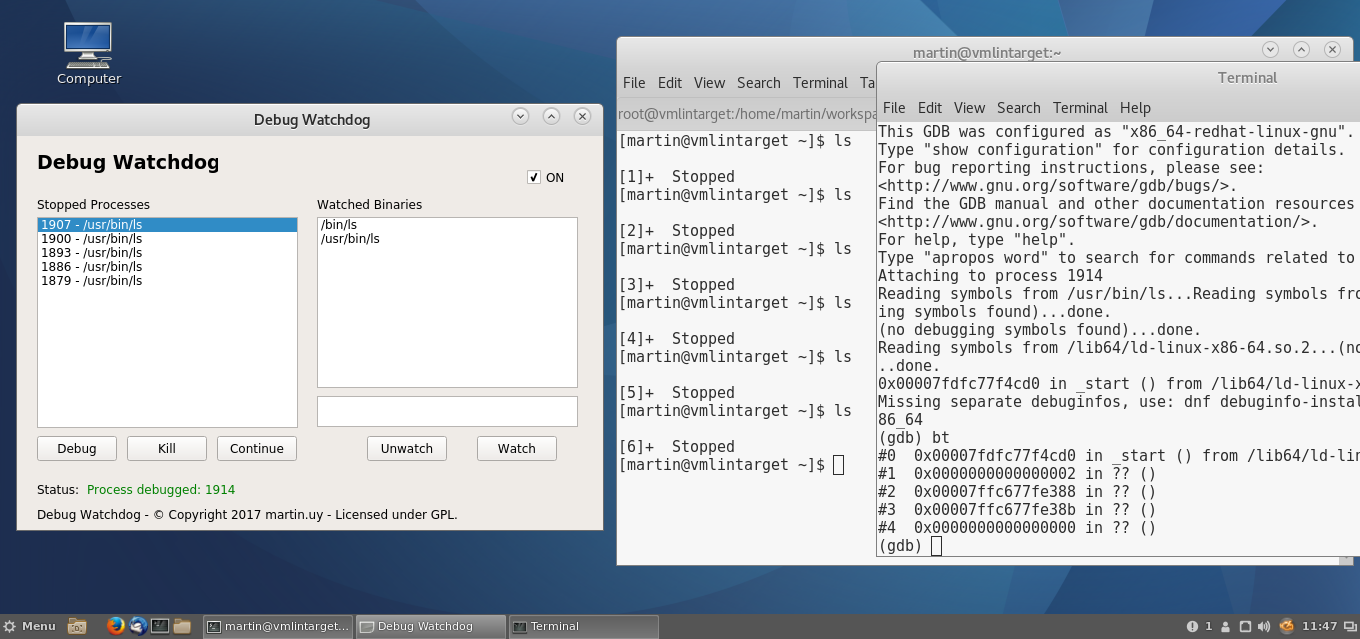 Computer
Debug Watchdog
Debug Watchdog
ON
Stopped Processes
1907 - /usr/bin/ls
1900 - /usr/bin/ls
1893 - /usr/bin/ls
1886 - /usr/bin/ls
1879 - /usr/bin/ls
Watched Binaries
/bin/ls
/usr/bin/ls
Debug Kill Continue Unwatch Watch
Status: Process debugged: 1914
Debug Watchdog - © Copyright 2017 martin.uy - Licensed under GPL.
martin@vmlintarget:~
File Edit View Search Terminal Ta
root@vmlintarget:/home/martin/workspa
[martin@vmlintarget ~]$ ls
[1]+ Stopped
[martin@vmlintarget ~]$ ls
[2]+ Stopped
[martin@vmlintarget ~]$ ls
[3]+ Stopped
[martin@vmlintarget ~]$ ls
[4]+ Stopped
[martin@vmlintarget ~]$ ls
[5]+ Stopped
[martin@vmlintarget ~]$ ls
[6]+ Stopped
[martin@vmlintarget ~]$
Terminal
File Edit View Search Terminal Help
This GDB was configured as "x86_64-redhat-linux-gnu".
Type "show configuration" for configuration details.
For bug reporting instructions, please see:
<http://www.gnu.org/software/gdb/bugs/>.
Find the GDB manual and other documentation resources
<http://www.gnu.org/software/gdb/documentation/>.
For help, type "help".
Type "apropos word" to search for commands related to
Attaching to process 1914
Reading symbols from /usr/bin/ls...Reading symbols fro
ing symbols found)...done.
(no debugging symbols found)...done.
Reading symbols from /lib64/ld-linux-x86-64.so.2...(no
..done.
0x00007fdfc77f4cd0 in _start () from /lib64/ld-linux-x
Missing separate debuginfos, use: dnf debuginfo-instal
86_64
(gdb) bt
#0 0x00007fdfc77f4cd0 in _start () from /lib64/ld-lin
#1 0x0000000000000002 in ?? ()
#2 0x00007ffc677fe388 in ?? ()
#3 0x00007ffc677fe38b in ?? ()
#4 0x0000000000000000 in ?? ()
(gdb)
Menu martin@vmlintarget... Debug Watchdog Terminal 1 11:47